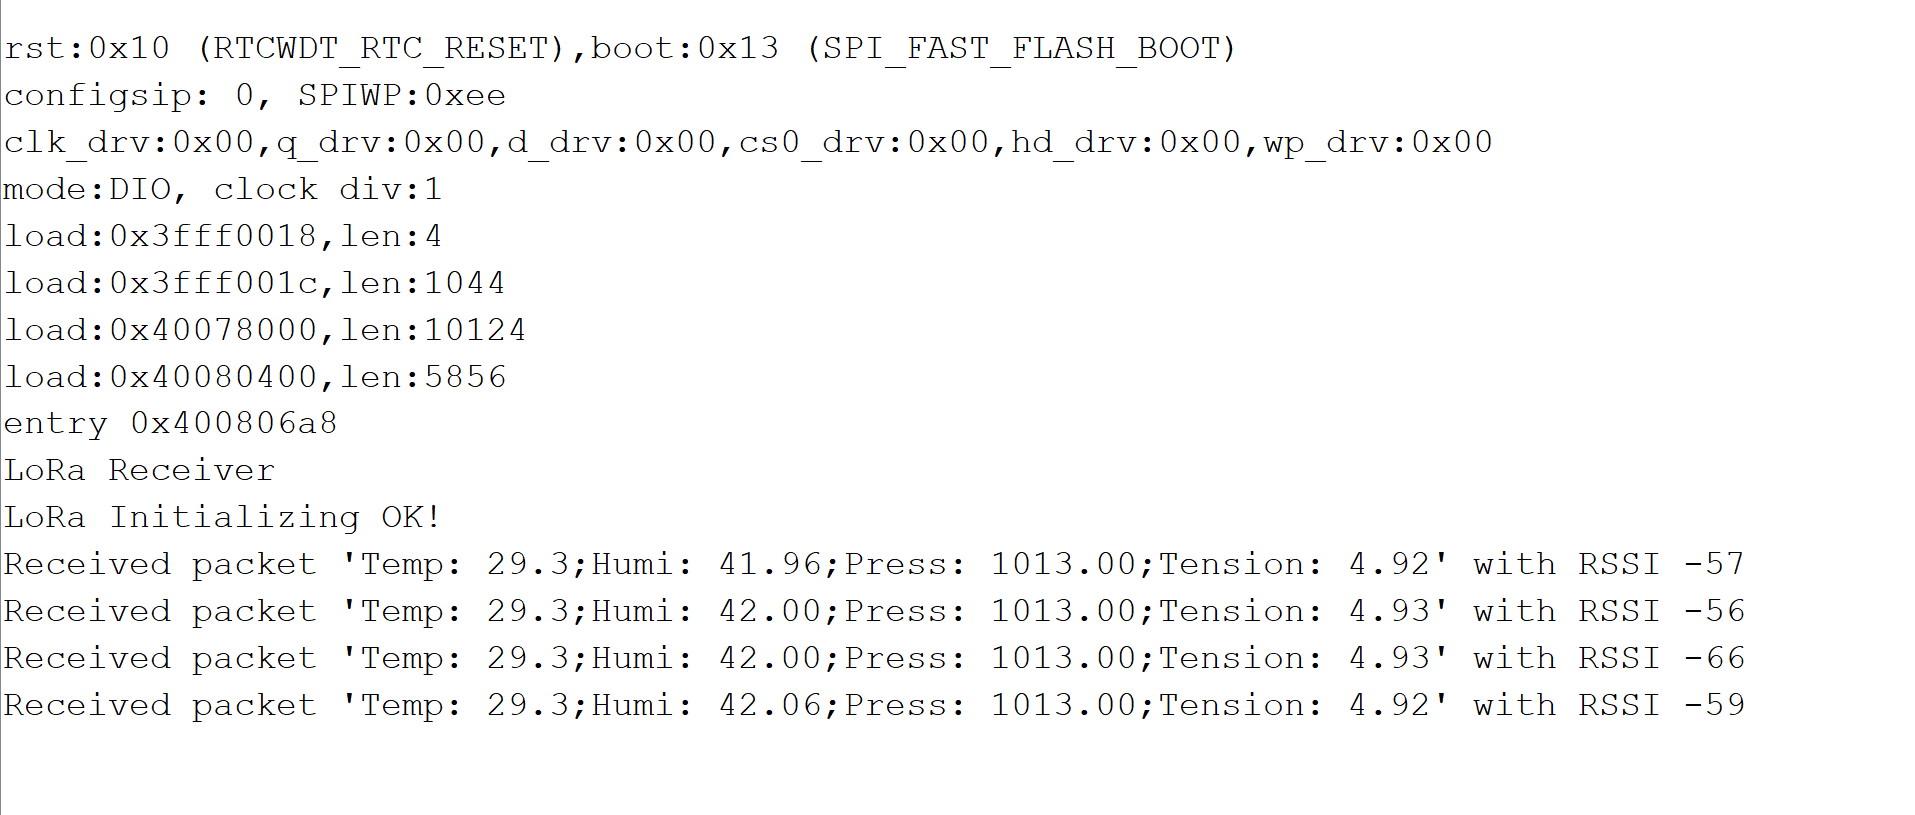 rst:0x10 (RTCWDT_RTC_RESET),boot:0x13 (SPI_FAST_FLASH_BOOT)
configsip: 0, SPIWP:0xee
clk_drv:0x00,q_drv:0x00,d_drv:0x00,cs0_drv:0x00,hd_drv:0x00,wp_drv:0x00
mode:DIO, clock div:1
load:0x3fff0018,len:4
load:0x3fff001c,len:1044
load:0x40078000,len:10124
load:0x40080400,len:5856
entry 0x400806a8
LoRa Receiver
LoRa Initializing OK!
Received packet 'Temp: 29.3;Humi: 41.96;Press: 1013.00;Tension: 4.92' with RSSI -57
Received packet 'Temp: 29.3;Humi: 42.00;Press: 1013.00;Tension: 4.93' with RSSI -56
Received packet 'Temp: 29.3;Humi: 42.00;Press: 1013.00;Tension: 4.93' with RSSI -66
Received packet 'Temp: 29.3;Humi: 42.06;Press: 1013.00;Tension: 4.92' with RSSI -59